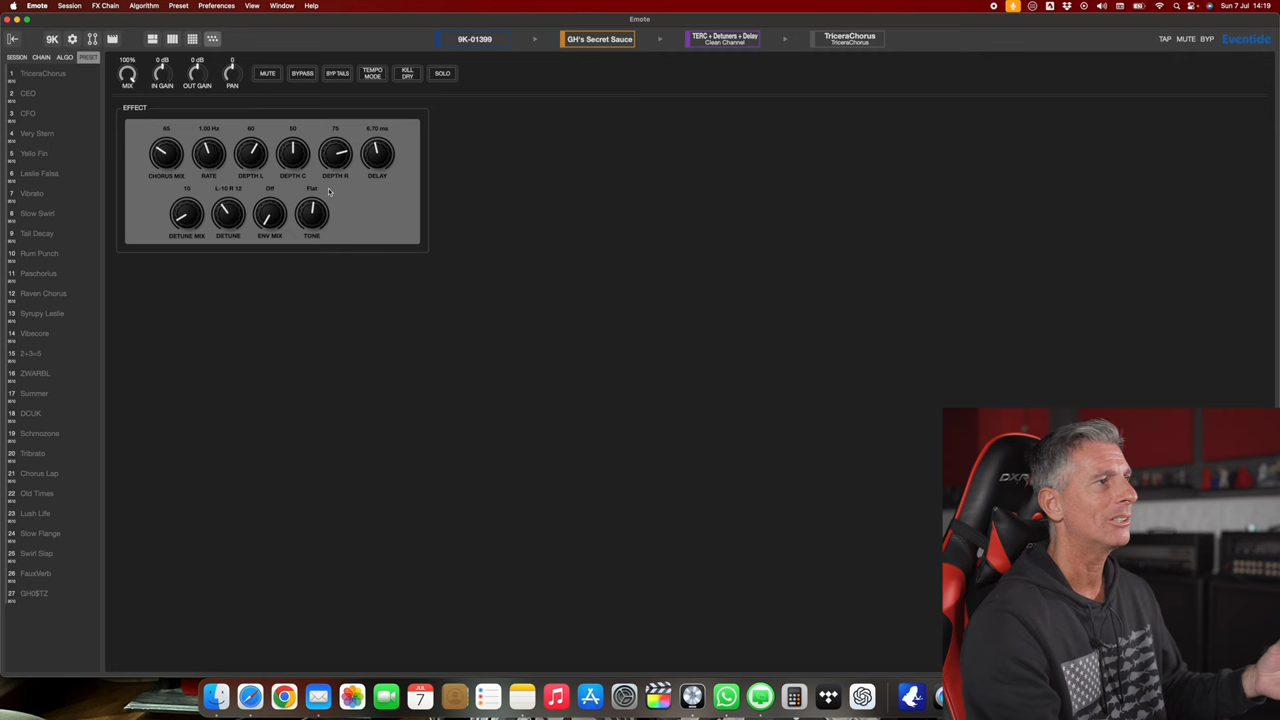 Emote Session FX Chain Algorithm Preset Preferences View Window Help
Sun 7 Jul 14:19
Emote
9K
9K-01399
GH's Secret Sauce
TERC + Detuners + Delay
Clean Channel
TriceraChorus
TriceraChorus
TAP MUTE BYP Eventide
SESSION CHAIN ALGO PRESET
1 TriceraChorus
2 CEO
3 CFO
4 Very Stern
5 Yello Fin
6 Leslie Falsa
7 Vibrato
8 Slow Swirl
9 Tail Decay
10 Rum Punch
11 Paschorius
12 Raven Chorus
13 Syrupy Leslie
14 Vibecore
15 2+3=5
16 ZWARBL
17 Summer
18 DCUK
19 Schmozone
20 Tribrato
21 Chorus Lap
22 Old Times
23 Lush Life
24 Slow Flange
25 Swirl Slap
26 FauxVerb
27 GH0$TZ
100% 0 dB 0 dB 0
MIX IN GAIN OUT GAIN PAN
MUTE
BYPASS
BYP TAILS
TEMPO
MODE
KILL
DRY
SOLO
EFFECT
65 1.00 Hz 60 50 75 6.70 ms
CHORUS MIX RATE DEPTH L DEPTH C DEPTH R DELAY
10 L-10 R 12 Off Flat
DETUNE MIX DETUNE ENV MIX TONE
DXR
JUL
7